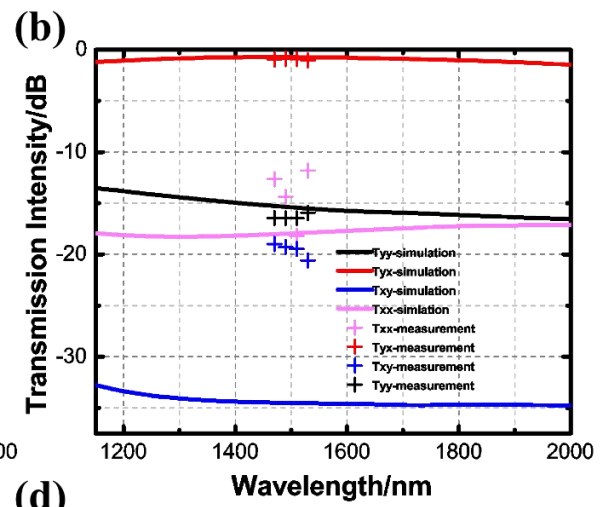 (b)
0
-10
-20
-30
Transmission Intensity/dB
Tyy-simulation
Tyx-simulation
Txy-simulation
Txx-simlation
Txx-measurement
Tyx-measurement
Txy-measurement
Tyy-measurement
00
1200 1400 1600 1800 2000
Wavelength/nm
(d)